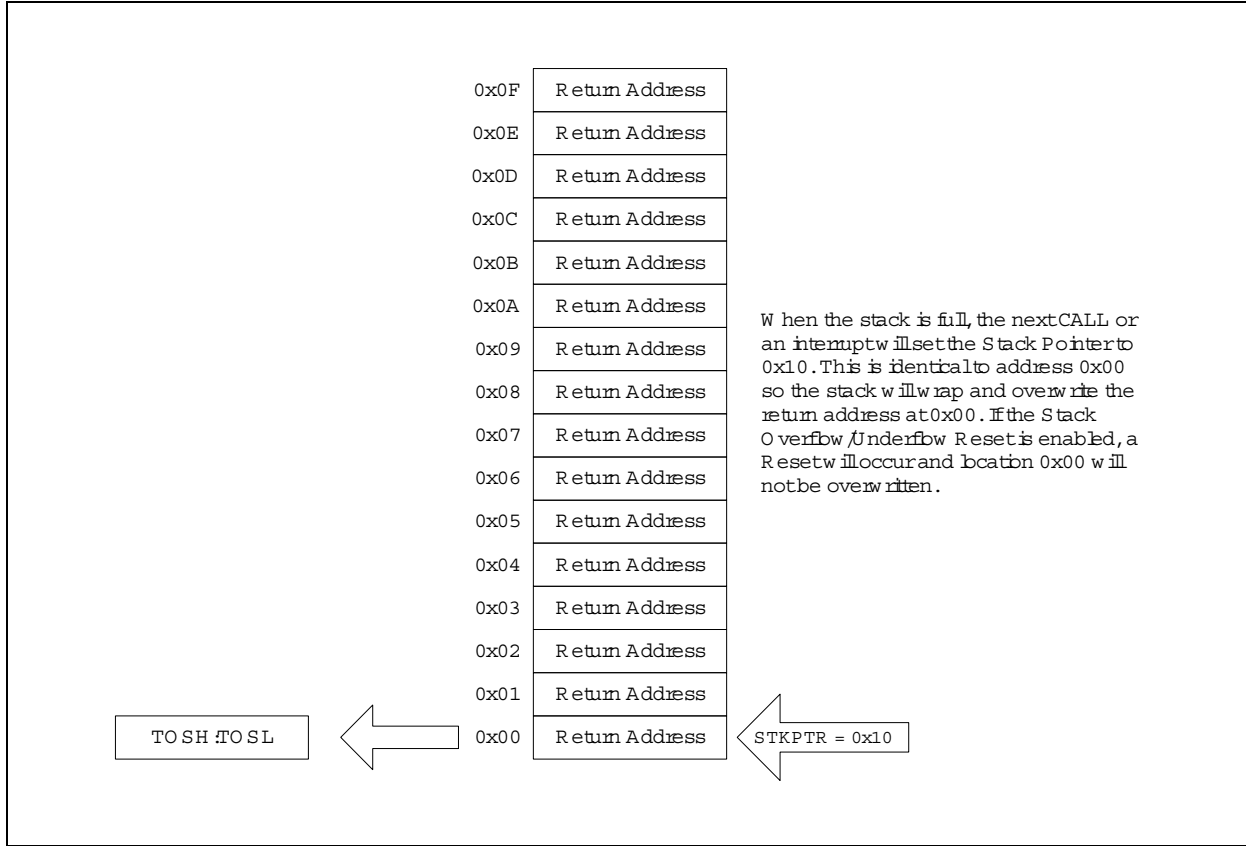 0x0F Return Address
0x0E Return Address
0x0D Return Address
0x0C Return Address
0x0B Return Address
0x0A Return Address
0x09 Return Address
0x08 Return Address
0x07 Return Address
0x06 Return Address
0x05 Return Address
0x04 Return Address
0x03 Return Address
0x02 Return Address
0x01 Return Address
TOSH:TOSL 0x00 Return Address STKPTR = 0x10
When the stack is full, the next CALL or
an interrupt will set the Stack Pointer to
0x10. This is identical to address 0x00
so the stack will wrap and overwrite the
return address at 0x00. If the Stack
Overflow/Underflow Reset is enabled, a
Reset will occur and location 0x00 will
not be overwritten.